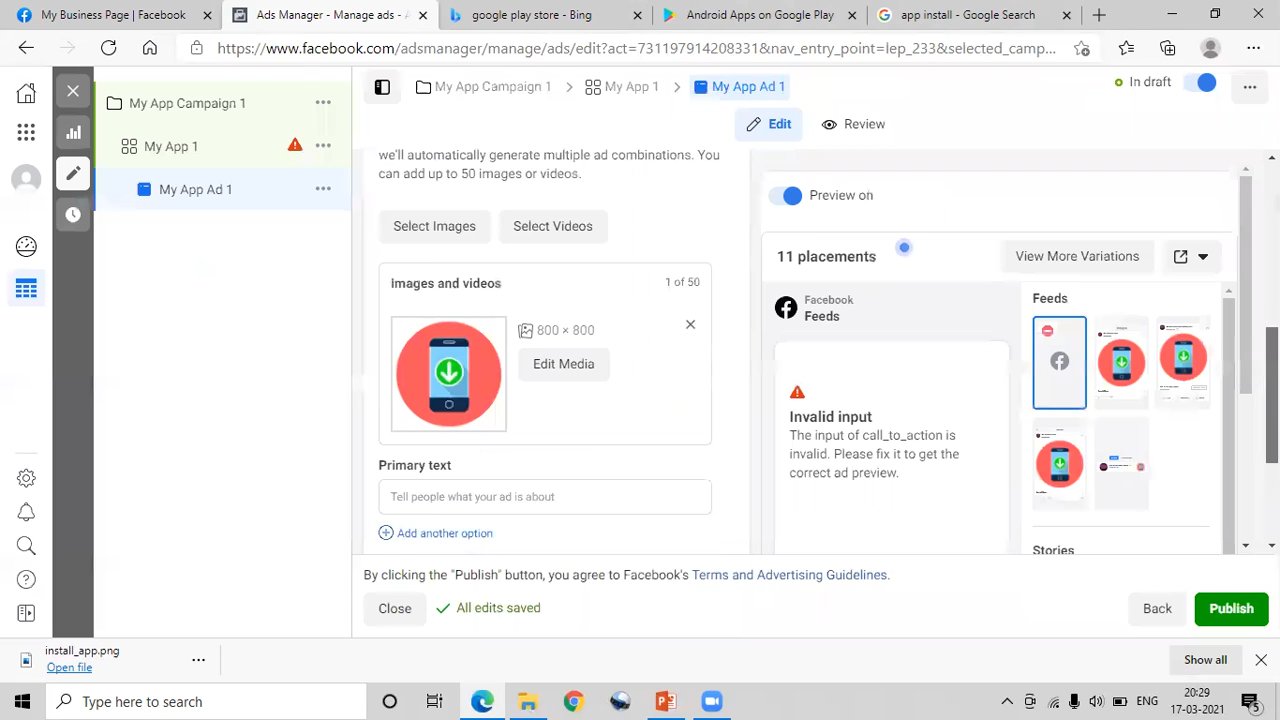 My Business Page | Facebook
Ads Manager - Manage ads -
google play store - Bing
Android Apps on Google Play
app install - Google Search
https://www.facebook.com/adsmanager/manage/ads/edit?act=731197914208331&nav_entry_point=lep_233&selected_camp...
My App Campaign 1
My App 1
My App Ad 1
My App Campaign 1
My App 1
My App Ad 1
In draft
Edit
Review
we'll automatically generate multiple ad combinations. You
can add up to 50 images or videos.
Select Images
Select Videos
Images and videos
1 of 50
800 × 800
Edit Media
Primary text
Tell people what your ad is about
Add another option
Preview on
11 placements
View More Variations
Facebook
Feeds
Invalid input
The input of call_to_action is
invalid. Please fix it to get the
correct ad preview.
Feeds
Stories
By clicking the "Publish" button, you agree to Facebook's Terms and Advertising Guidelines.
Close
All edits saved
Back
Publish
install_app.png
Open file
Show all
Type here to search
ENG
20:29
17-03-2021
5